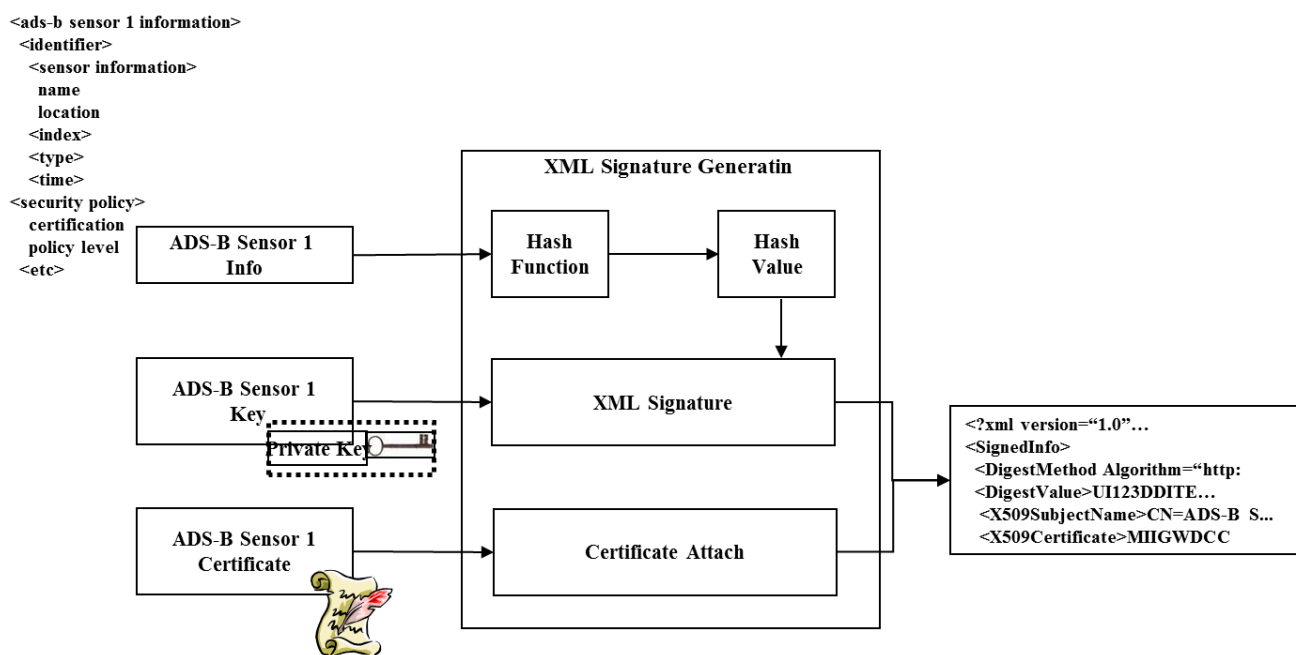 <ads-b sensor 1 information>
<identifier>
<sensor information>
name
location
<index>
<type>
<time>
<security policy>
certification
policy level
<etc>
ADS-B Sensor 1
Info
XML Signature Generatin
Hash
Function
Hash
Value
ADS-B Sensor 1
Key
Private Key
XML Signature
ADS-B Sensor 1
Certificate
Certificate Attach
<?xml version=“1.0”...
<SignedInfo>
<DigestMethod Algorithm=“http:
<DigestValue>UI123DDITE...
<X509SubjectName>CN=ADS-B S...
<X509Certificate>MIIGWDCC